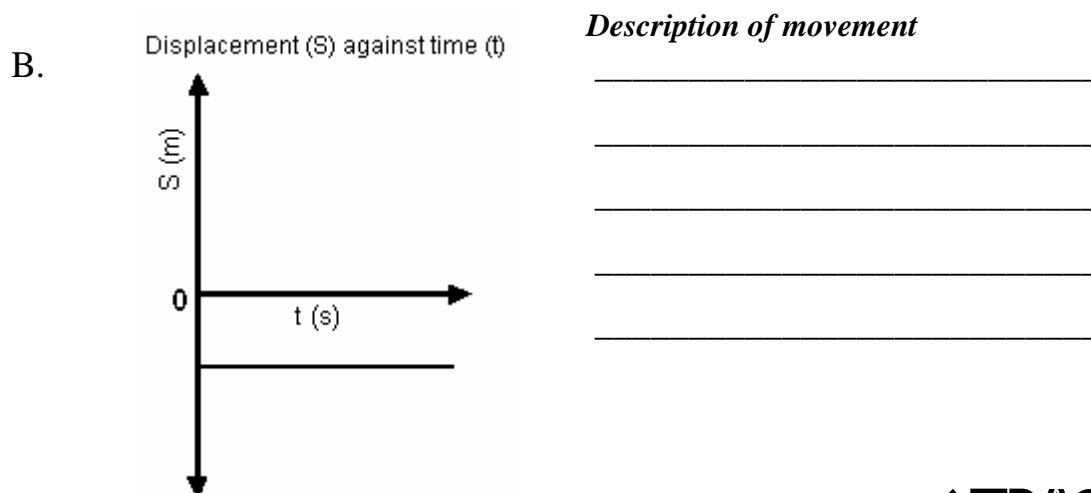 Description of movement
B.
Displacement (S) against time (t)
S (m)
0
t (s)